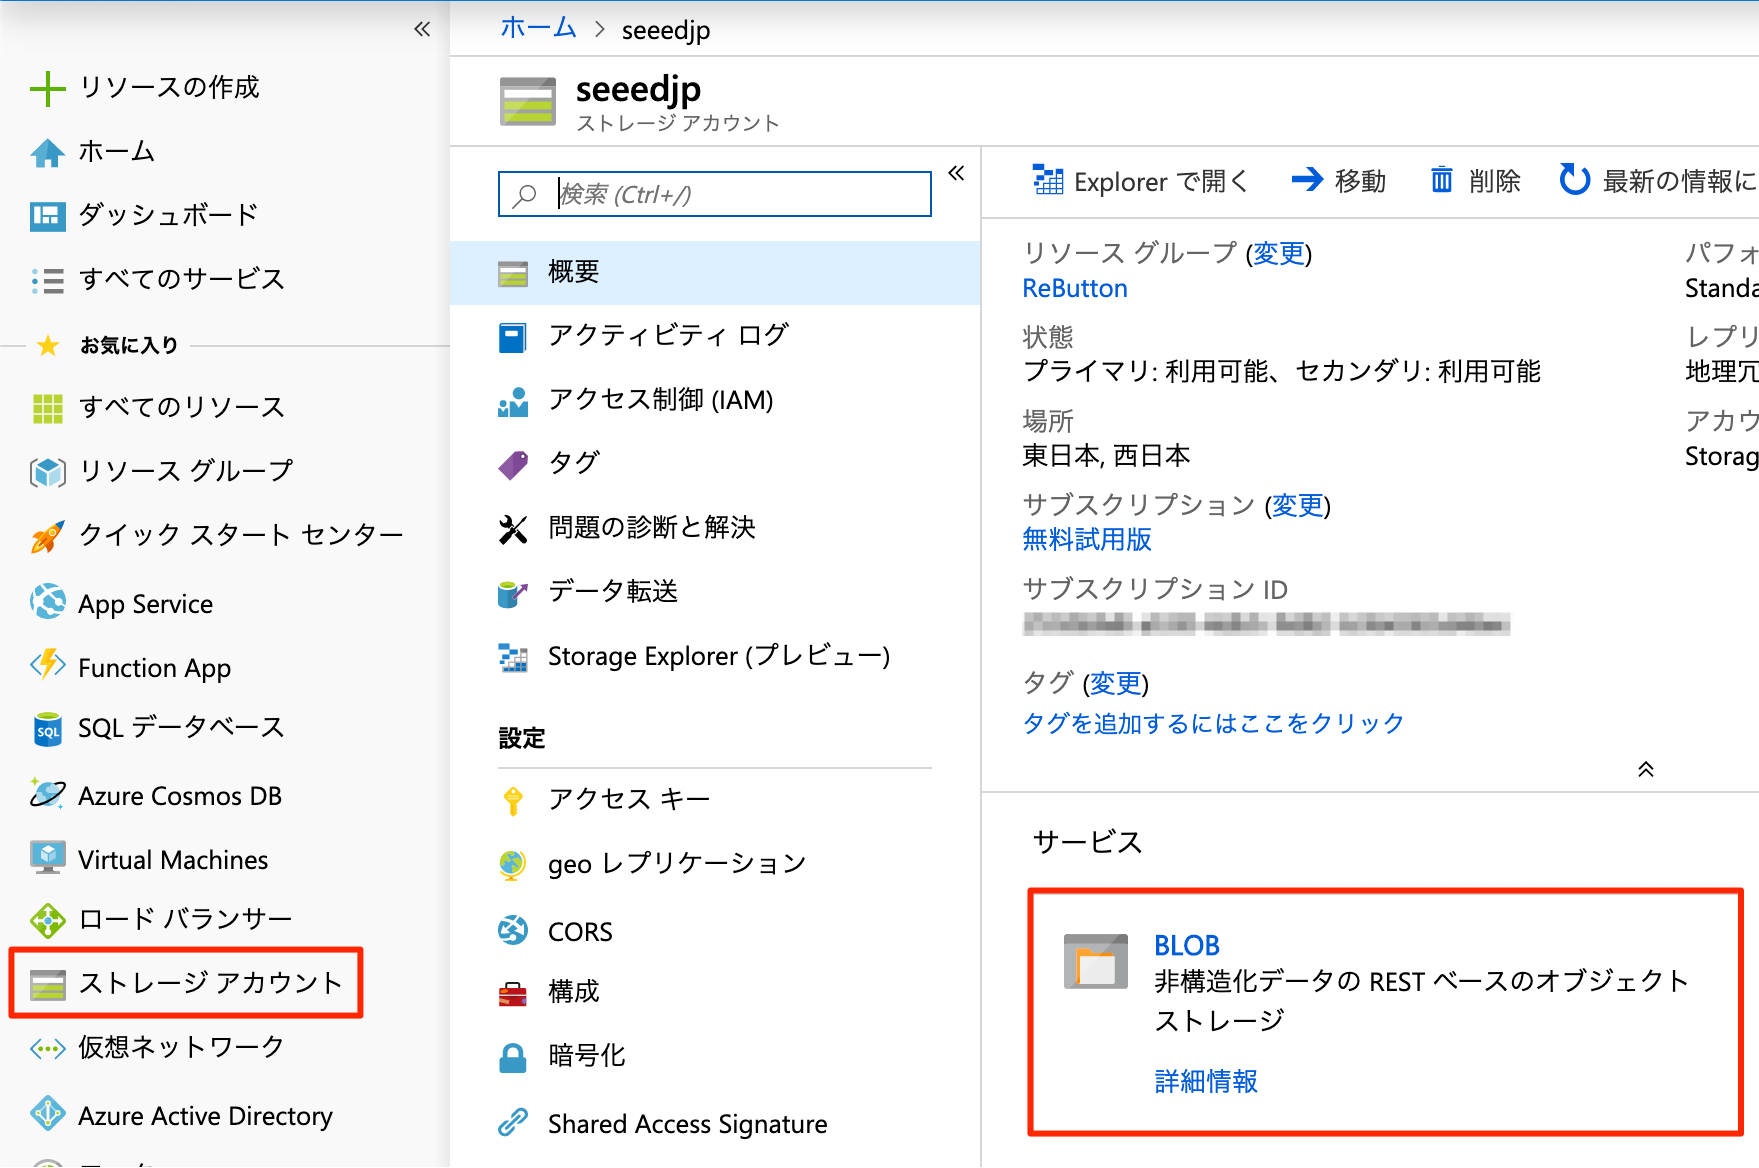 «
リソースの作成
ホーム
ダッシュボード
すべてのサービス
お気に入り
すべてのリソース
リソース グループ
クイック スタート センター
App Service
Function App
SQL
SQL データベース
Azure Cosmos DB
Virtual Machines
ロード バランサー
ストレージ アカウント
仮想ネットワーク
Azure Active Directory
ホーム > seeedjp
seeedjp
ストレージ アカウント
検索 (Ctrl+/)
«
概要
アクティビティ ログ
アクセス制御 (IAM)
タグ
問題の診断と解決
データ転送
Storage Explorer (プレビュー)
設定
アクセス キー
geo レプリケーション
CORS
構成
暗号化
Shared Access Signature
Explorer で開く 移動 削除 最新の情報に
リソース グループ (変更)
ReButton
状態
プライマリ: 利用可能、セカンダリ: 利用可能
場所
東日本, 西日本
サブスクリプション (変更)
無料試用版
サブスクリプション ID
タグ (変更)
タグを追加するにはここをクリック
パフォ
Standa
レプリ
地理冗
アカウ
Storag
サービス
BLOB
非構造化データの REST ベースのオブジェクト
ストレージ
詳細情報